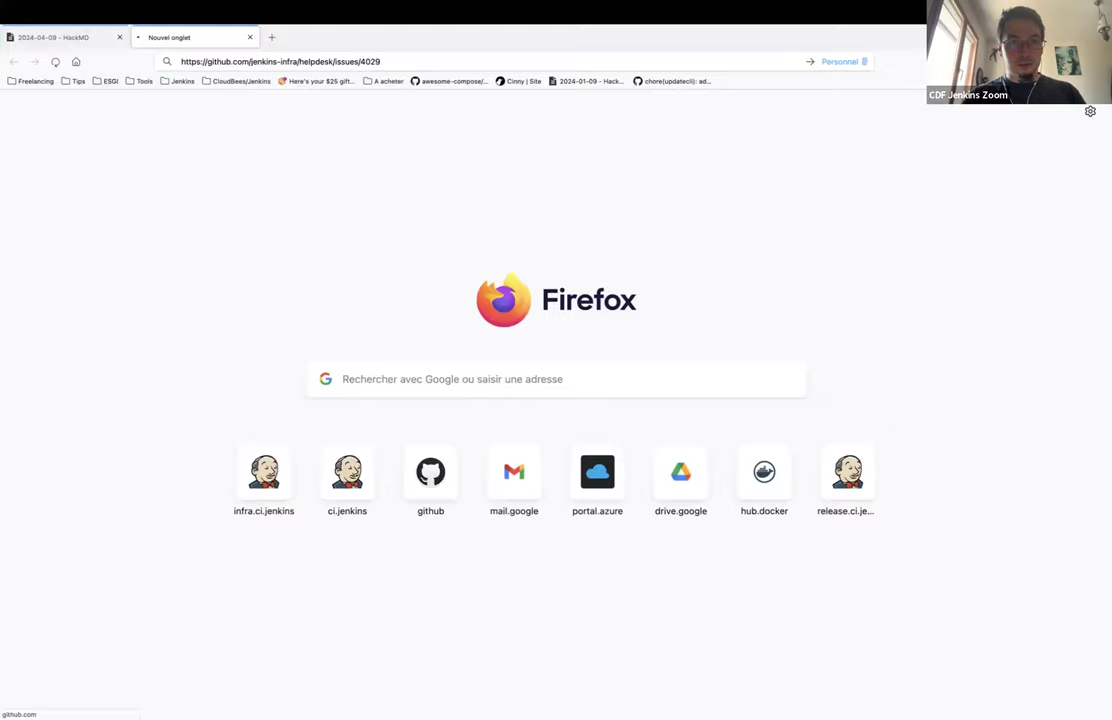 2024-04-09 - HackMD
Nouvel onglet
https://github.com/jenkins-infra/helpdesk/issues/4029
Personnel
Freelancing Tips ESGI Tools Jenkins CloudBees/Jenkins Here's your $25 gift... A acheter awesome-compose/... Cinny | Site 2024-01-09 - Hack... chore(updatecli): ad...
CDF Jenkins Zoom
Firefox
Rechercher avec Google ou saisir une adresse
infra.ci.jenkins ci.jenkins github mail.google portal.azure drive.google hub.docker release.ci.je...
github.com